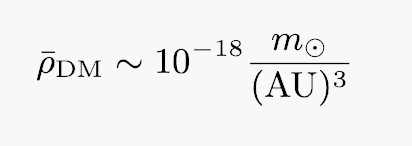 ρ̄_DM ∼ 10^−18 m_⊙/(AU)^3